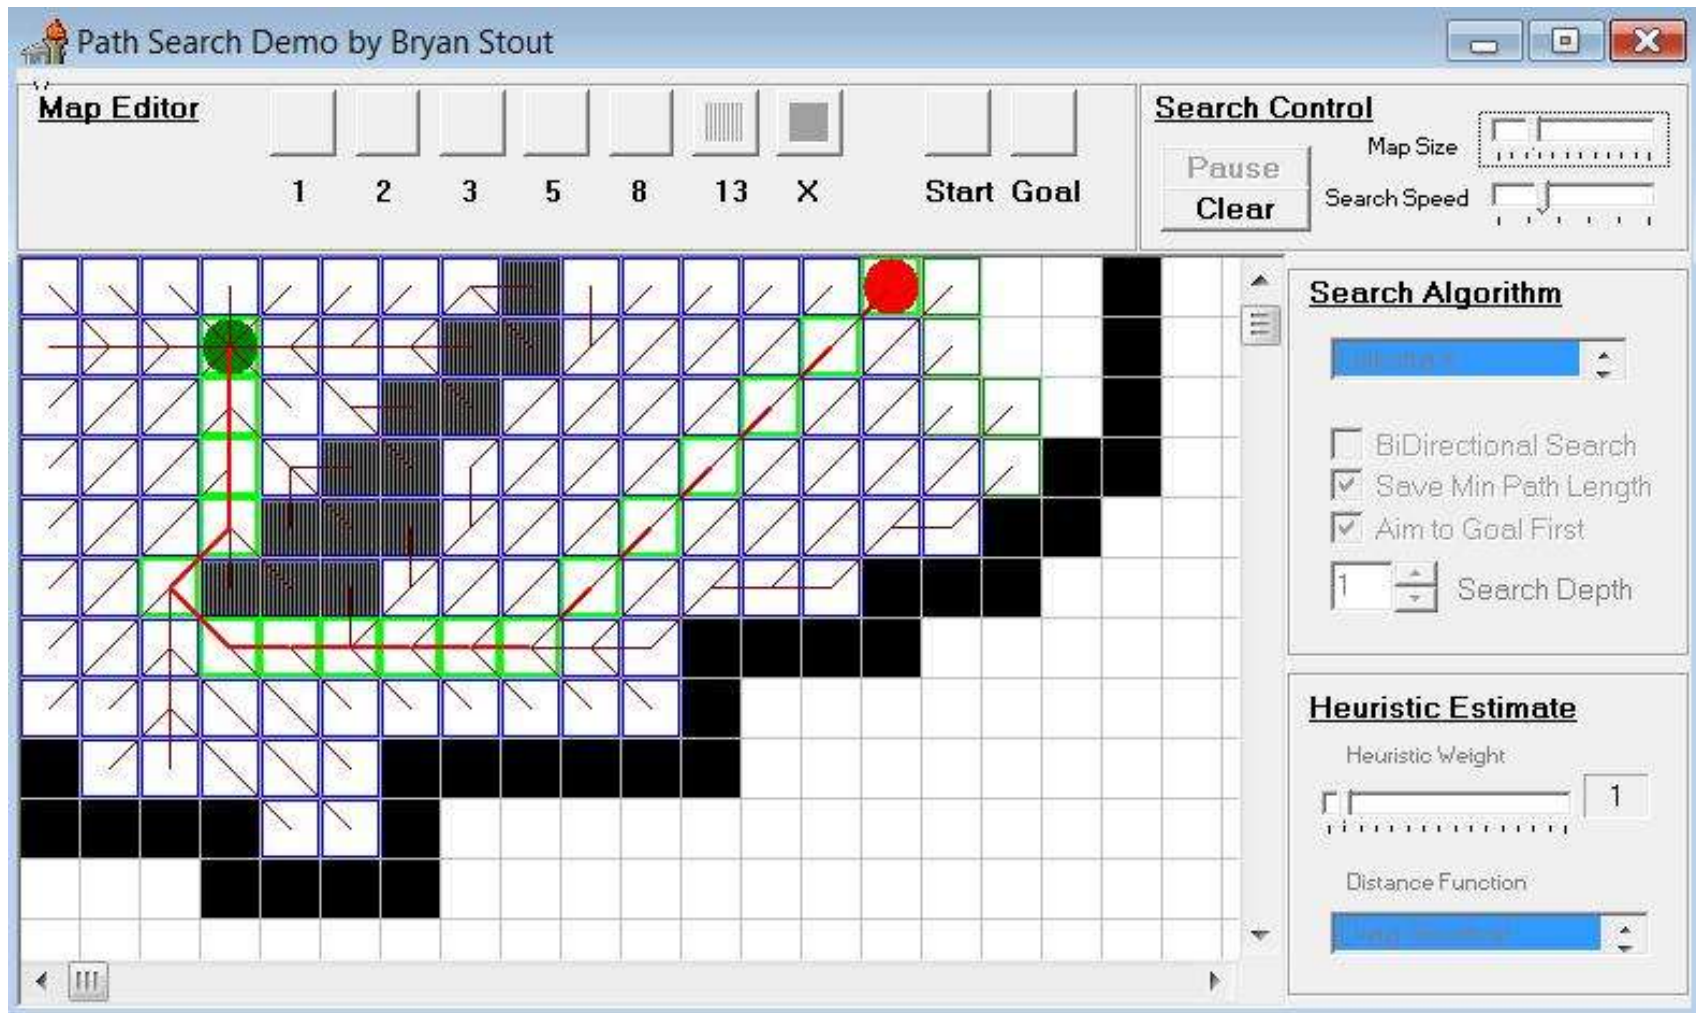 Path Search Demo by Bryan Stout
Map Editor
1 2 3 5 8 13 X Start Goal
Search Control
Map Size
Pause
Search Speed
Clear
Search Algorithm
BiDirectional Search
Save Min Path Length
Aim to Goal First
1 Search Depth
Heuristic Estimate
Heuristic Weight
1
Distance Function